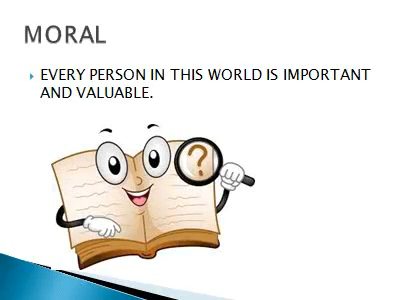 MORAL
EVERY PERSON IN THIS WORLD IS IMPORTANT
AND VALUABLE.
?